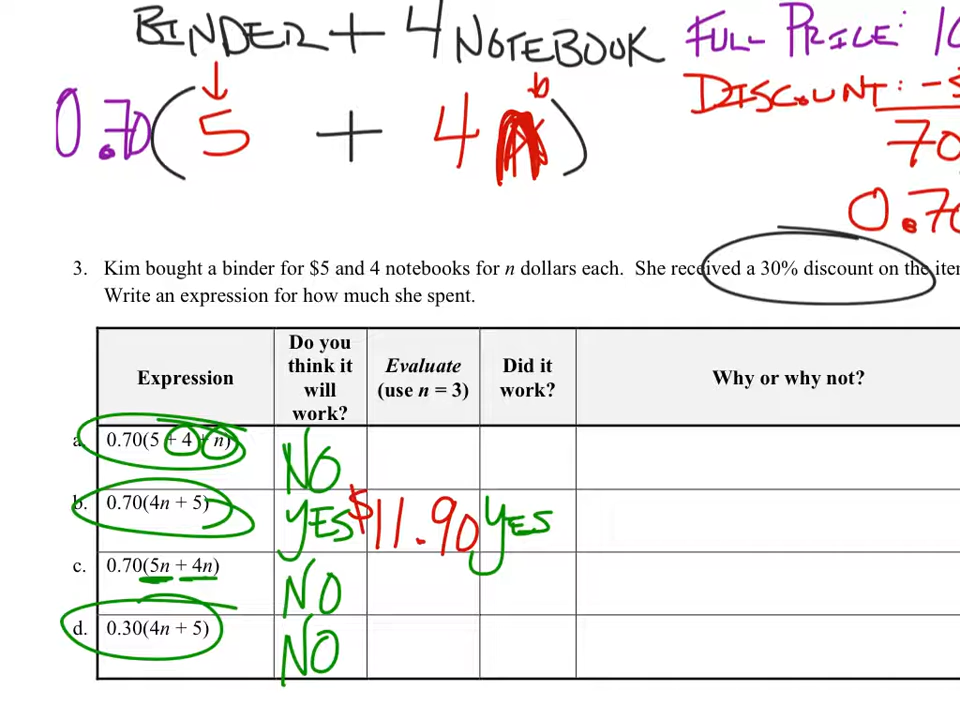 BINDER + 4 NOTEBOOK FULL PRICE:
DISCOUNT: -$
0.70(5 + 4 )
b
70
0.70
3. Kim bought a binder for $5 and 4 notebooks for n dollars each. She received a 30% discount on the
Write an expression for how much she spent.
Expression Do you think it will work? Evaluate (use n = 3) Did it work? Why or why not?
a. 0.70(5 + 4 + n) NO
b. 0.70(4n + 5) YES $11.90 YES
c. 0.70(5n + 4n) NO
d. 0.30(4n + 5) NO